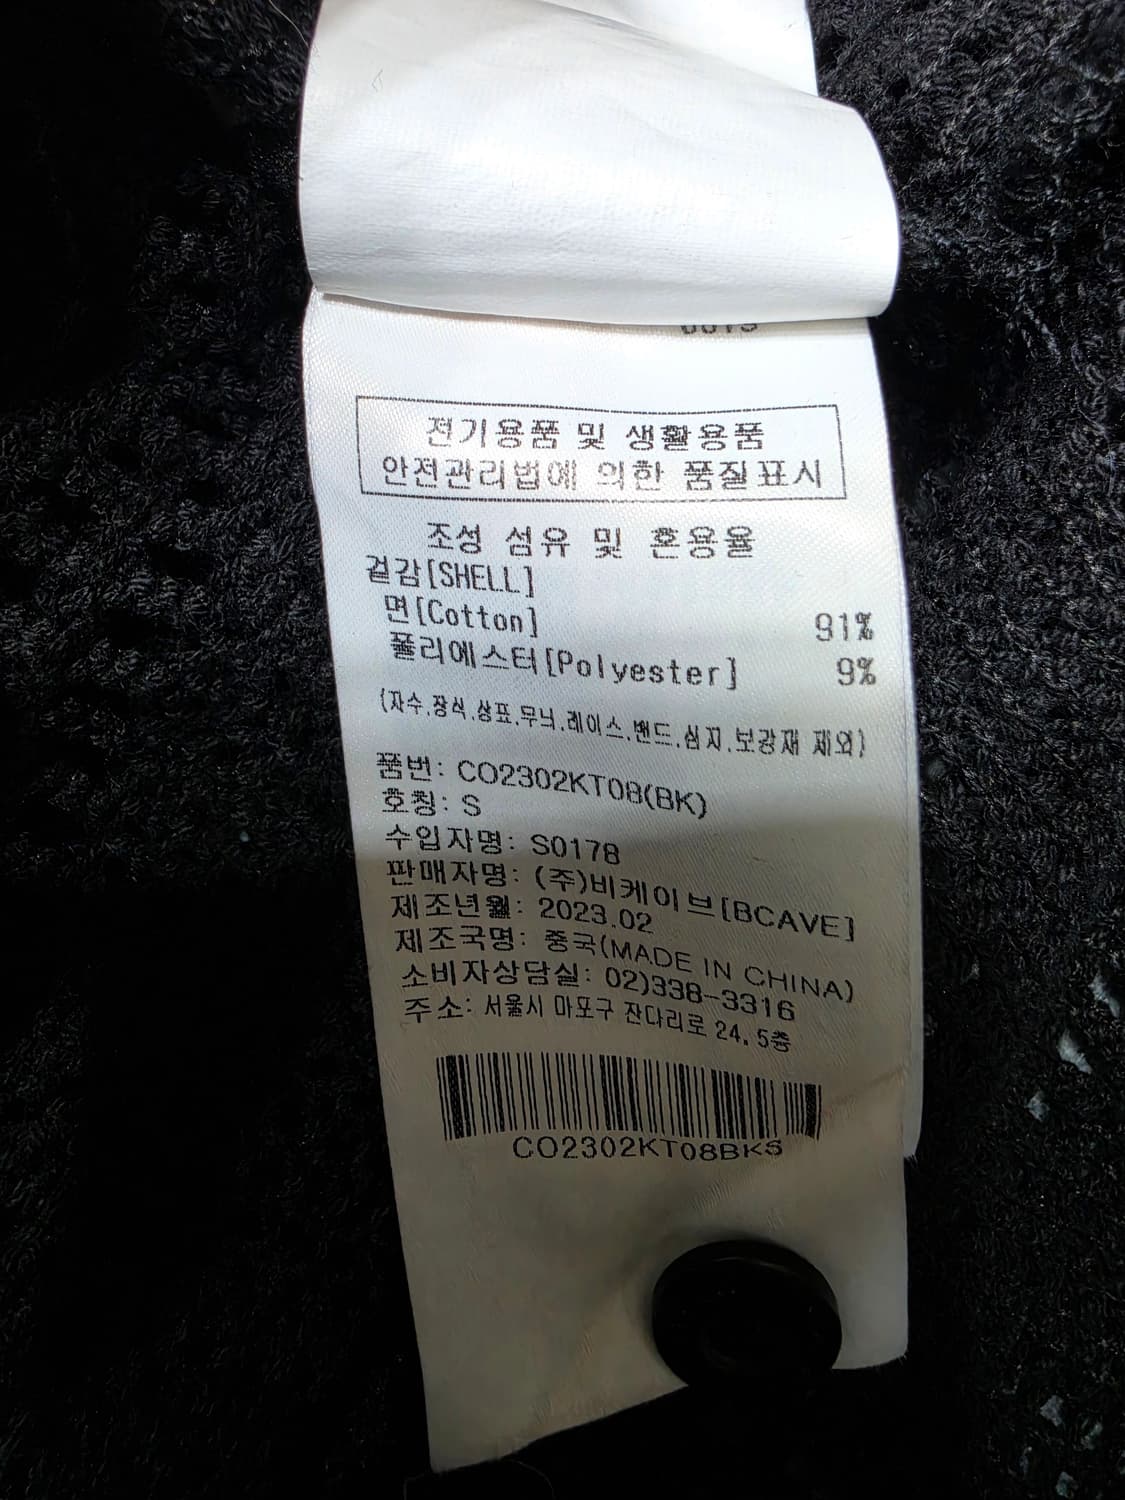 전기용품 및 생활용품
안전관리법에 의한 품질표시
조성 섬유 및 혼용율
겉감[SHELL]
면[Cotton] 91%
폴리에스터[Polyester] 9%
(자수,장식,상표,무늬,레이스,밴드,심지,보강재 제외)
품번: CO2302KT08(BK)
호칭: S
수입자명: S0178
판매자명: (주)비케이브[BCAVE]
제조년월: 2023.02
제조국명: 중국(MADE IN CHINA)
소비자상담실: 02)338-3316
주소: 서울시 마포구 잔다리로 24, 5층
CO2302KT08BKS